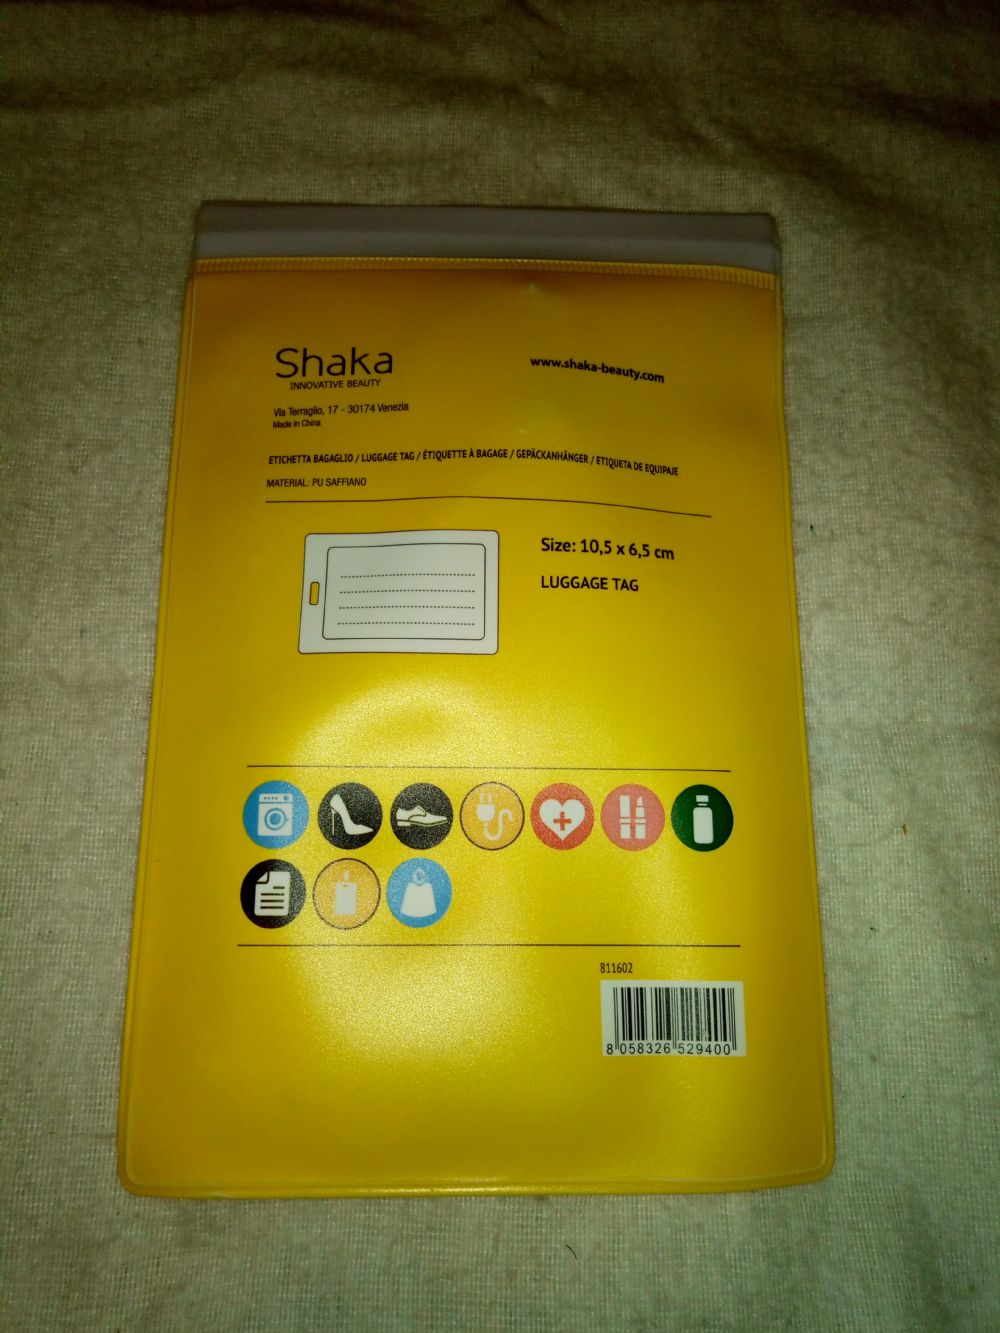 Shaka
INNOVATIVE BEAUTY
www.shaka-beauty.com
Via Terraglio, 17 - 30174 Venezia
Made in China
ETICHETTA BAGAGLIO / LUGGAGE TAG / ÉTIQUETTE À BAGAGE / GEPÄCKANHÄNGER / ETIQUETA DE EQUIPAJE
MATERIAL: PU SAFFIANO
Size: 10,5 x 6,5 cm
LUGGAGE TAG
811602
8 058326 529400